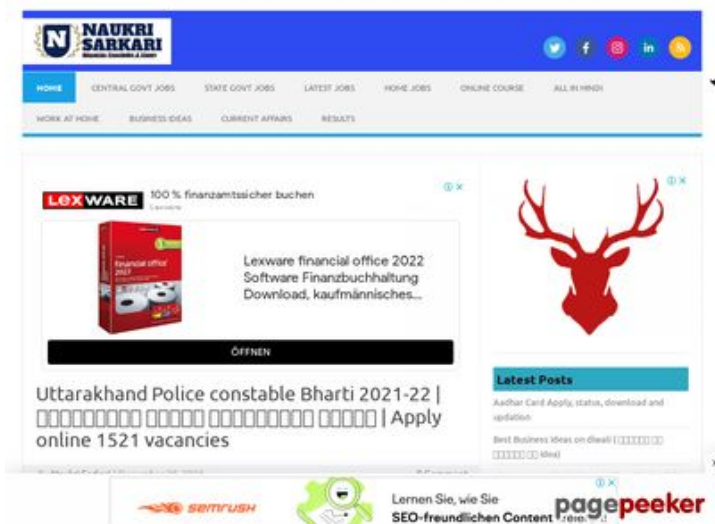 NAUKRI
SARKARI
HOME CENTRAL GOVT JOBS STATE GOVT JOBS LATEST JOBS HOME JOBS ONLINE COURSE ALL IN HINDI
WORK AT HOME BUSINESS IDEAS CURRENT AFFAIRS RESULTS
LEXWARE 100 % finanzamtssicher buchen
Lexware
Lexware financial office 2022
Software Finanzbuchhaltung
Download, kaufmännisches...
ÖFFNEN
Uttarakhand Police constable Bharti 2021-22 |
| Apply
online 1521 vacancies
Latest Posts
Aadhar Card Apply, status, download and
updation
Best Business ideas on diwali (
idea)
semrush
Lernen Sie, wie Sie
SEO-freundlichen Content
pagepeeker